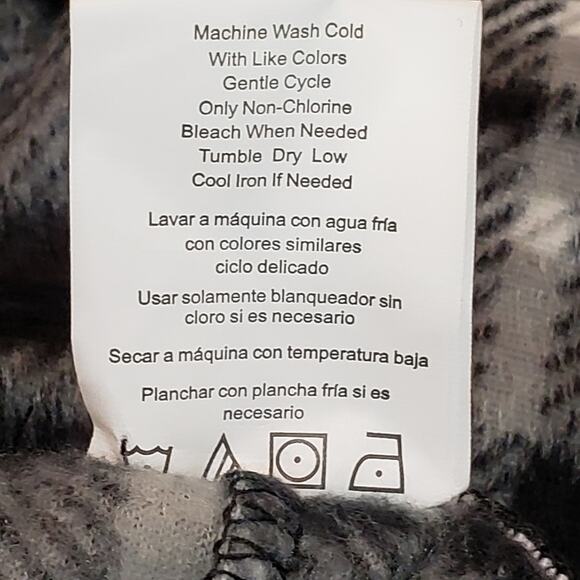 Machine Wash Cold
With Like Colors
Gentle Cycle
Only Non-Chlorine
Bleach When Needed
Tumble Dry Low
Cool Iron If Needed
Lavar a máquina con agua fría
con colores similares
ciclo delicado
Usar solamente blanqueador sin
cloro si es necesario
Secar a máquina con temperatura baja
Planchar con plancha fría si es
necesario